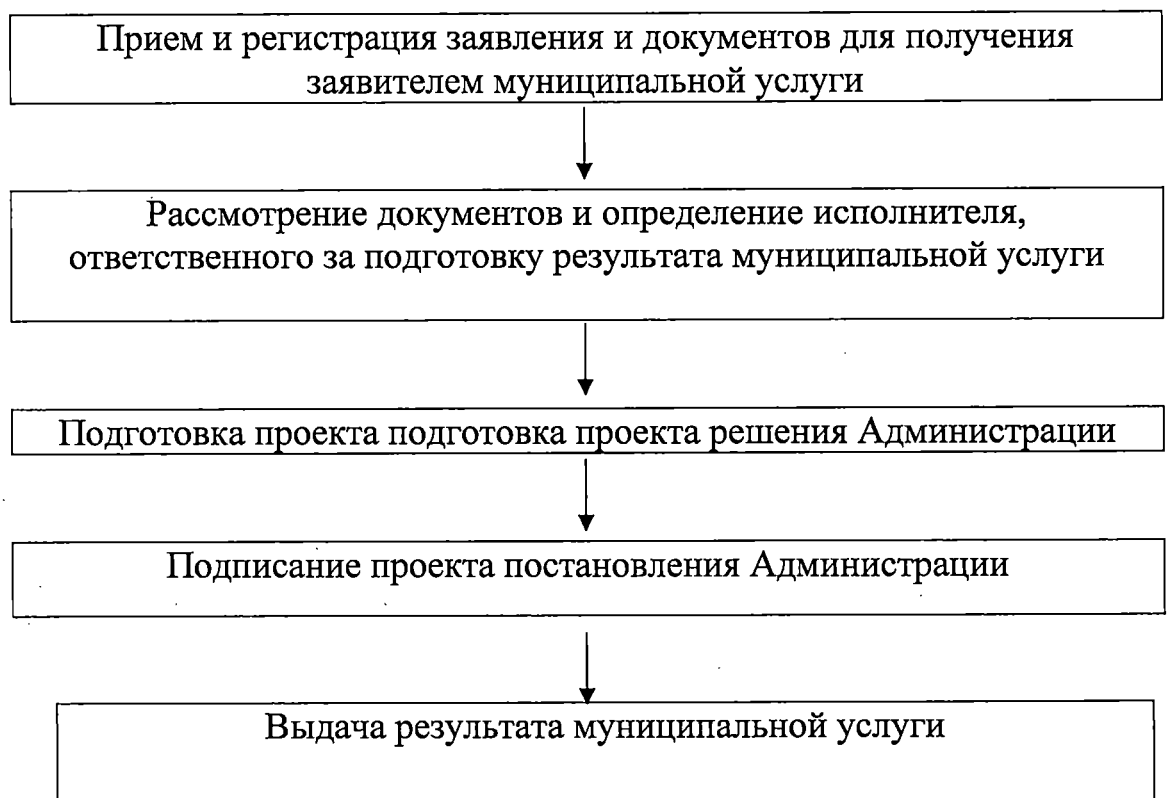 Прием и регистрация заявления и документов для получения
заявителем муниципальной услуги
Рассмотрение документов и определение исполнителя,
ответственного за подготовку результата муниципальной услуги
Подготовка проекта подготовка проекта решения Администрации
Подписание проекта постановления Администрации
Выдача результата муниципальной услуги